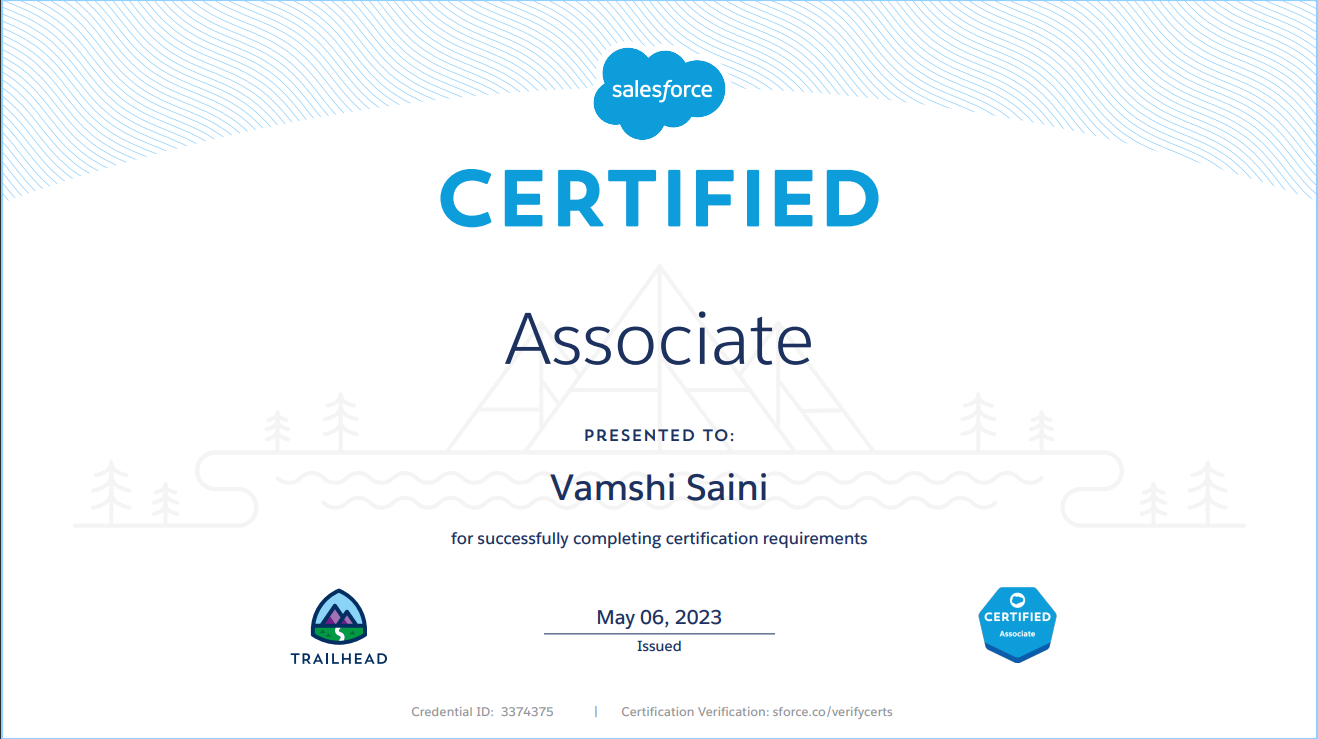 salesforce
CERTIFIED
Associate
PRESENTED TO:
Vamshi Saini
for successfully completing certification requirements
TRAILHEAD
May 06, 2023
Issued
CERTIFIED
Associate
Credential ID: 3374375 | Certification Verification: sforce.co/verifycerts